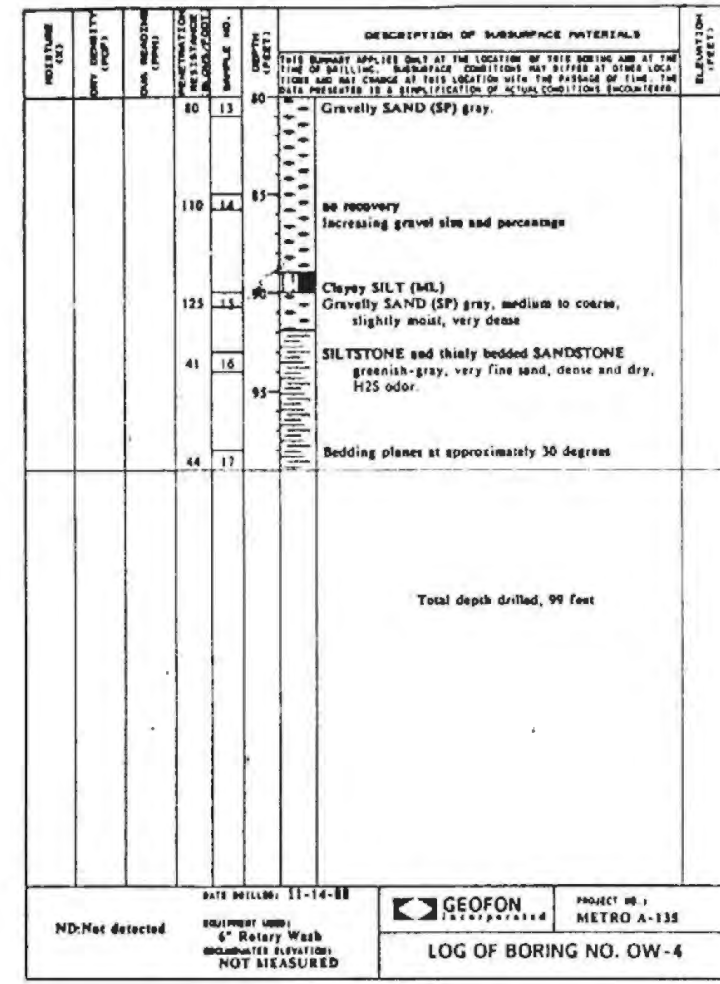 MOISTURE (%)
DRY DENSITY (PCF)
OVA READING (PPM)
PENETRATION RESISTANCE BLOWS/FOOT
SAMPLE NO.
DEPTH (FEET)
DESCRIPTION OF SUBSURFACE MATERIALS
ELEVATION (FEET)
THIS SUMMARY APPLIES ONLY AT THE LOCATION OF THIS BORING AND AT THE
TIME OF DRILLING. SUBSURFACE CONDITIONS MAY DIFFER AT OTHER LOCA
TIONS AND MAY CHANGE AT THIS LOCATION WITH THE PASSAGE OF TIME. THE
DATA PRESENTED IS A SIMPLIFICATION OF ACTUAL CONDITIONS ENCOUNTERED.
80
80 13 Gravelly SAND (SP) gray.
85
110 14 no recovery
Increasing gravel size and percentage
Clayey SILT (ML)
90
125 15 Gravelly SAND (SP) gray, medium to coarse,
slightly moist, very dense
SILTSTONE and thinly bedded SANDSTONE
41 16 greenish-gray, very fine sand, dense and dry,
95 H2S odor.
Bedding planes at approximately 30 degrees
44 17
Total depth drilled, 99 feet
ND:Not detected
DATE DRILLED: 11-14-88
EQUIPMENT USED:
6" Rotary Wash
GROUNDWATER ELEVATION:
NOT MEASURED
GEOFON
Incorporated
PROJECT NO.:
METRO A-135
LOG OF BORING NO. OW-4